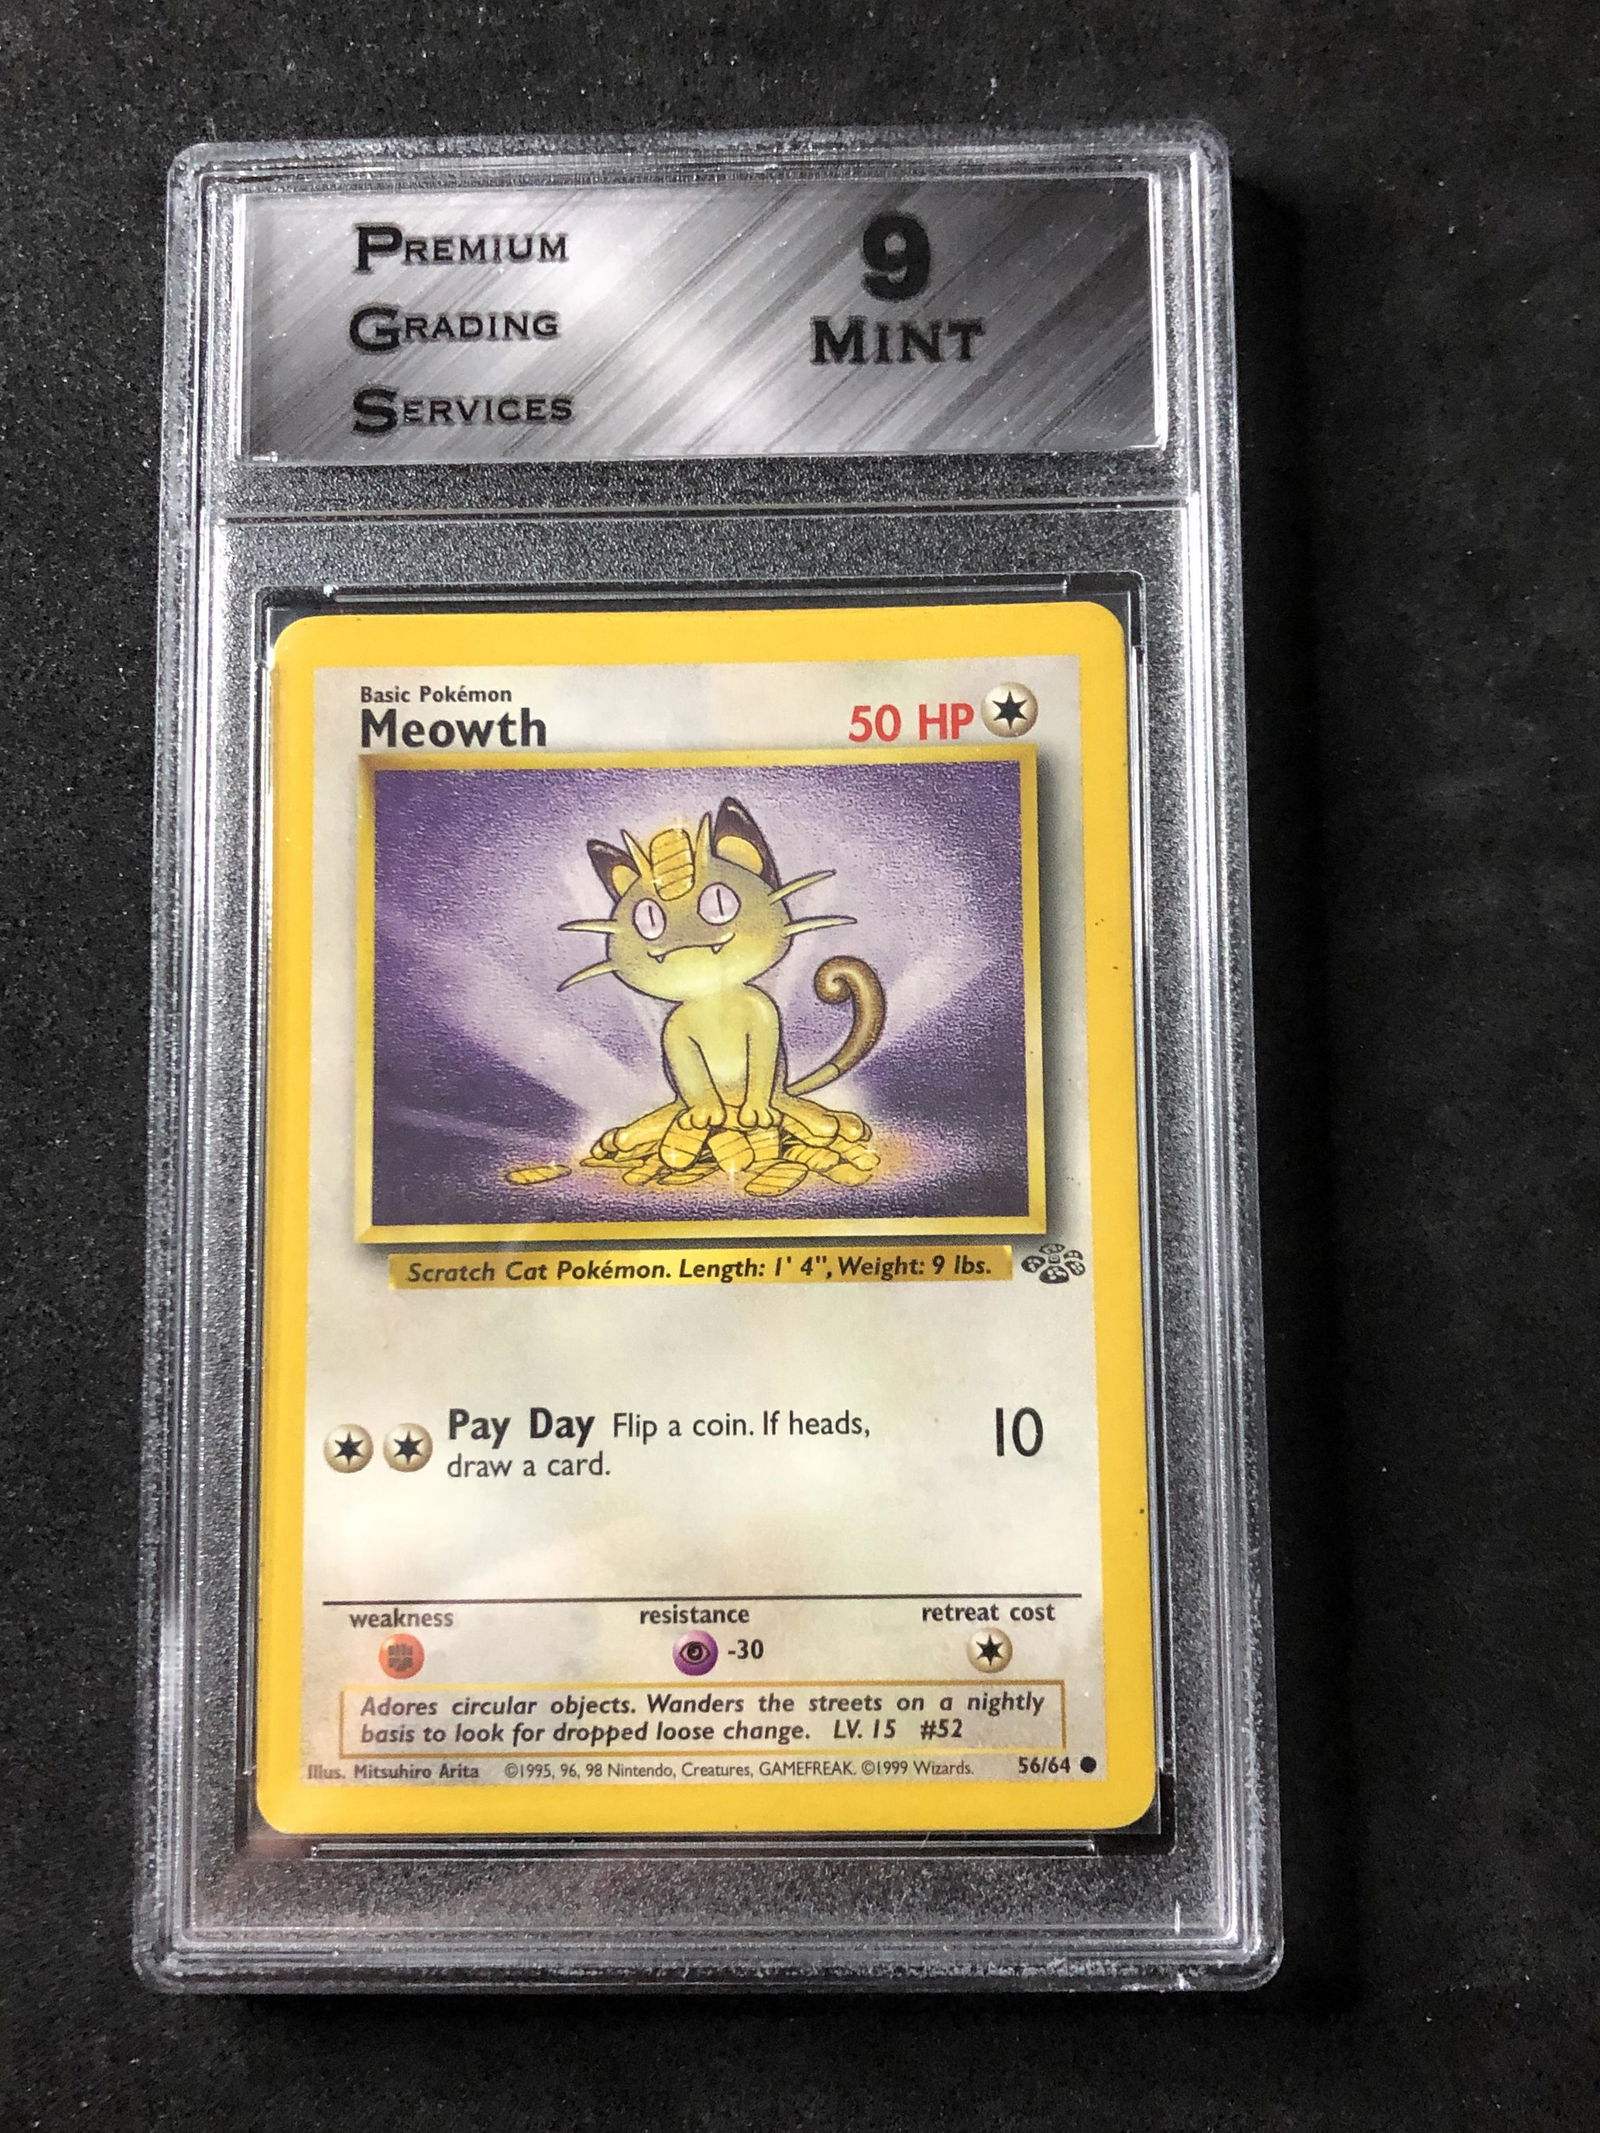 PREMIUM
GRADING
SERVICES
9
MINT
Basic Pokémon
Meowth
50 HP
Scratch Cat Pokémon. Length: 1' 4", Weight: 9 lbs.
Pay Day Flip a coin. If heads,
draw a card.
10
weakness resistance retreat cost
-30
Adores circular objects. Wanders the streets on a nightly
basis to look for dropped loose change. LV. 15 #52
Illus. Mitsuhiro Arita ©1995, 96, 98 Nintendo, Creatures, GAMEFREAK. ©1999 Wizards. 56/64